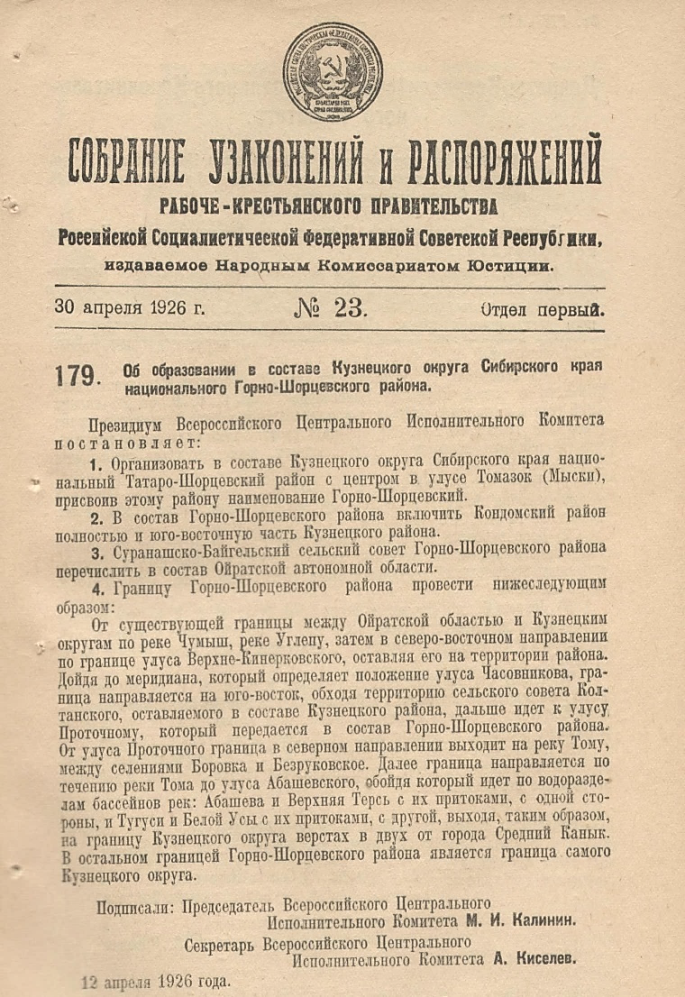 СОБРАНИЕ УЗАКОНЕНИЙ и РАСПОРЯЖЕНИЙ
РАБОЧЕ-КРЕСТЬЯНСКОГО ПРАВИТЕЛЬСТВА
Российской Социалистической Федеративной Советской Республики,
издаваемое Народным Комиссариатом Юстиции.
30 апреля 1926 г. № 23. Отдел первый.
179. Об образовании в составе Кузнецкого округа Сибирского края
национального Горно-Шорцевского района.
Президиум Всероссийского Центрального Исполнительного Комитета
постановляет:
1. Организовать в составе Кузнецкого округа Сибирского края нацио-
нальный Татаро-Шорцевский район с центром в улусе Томазок (Мыски),
присвоив этому району наименование Горно-Шорцевский.
2. В состав Горно-Шорцевского района включить Кондомский район
полностью и юго-восточную часть Кузнецкого района.
3. Суранашско-Байгельский сельский совет Горно-Шорцевского района
перечислить в состав Ойратской автономной области.
4. Границу Горно-Шорцевского района провести нижеследующим
образом:
От существующей границы между Ойратской областью и Кузнецким
округам по реке Чумыш, реке Углепу, затем в северо-восточном направлении
по границе улуса Верхне-Кинерковского, оставляя его на территории района.
Дойдя до меридиана, который определяет положение улуса Часовникова, гра-
ница направляется на юго-восток, обходя территорию сельского совета Кол-
танского, оставляемого в составе Кузнецкого района, дальше идет к улусу
Проточному, который передается в состав Горно-Шорцевского района.
От улуса Проточного граница в северном направлении выходит на реку Тому,
между селениями Боровка и Безруковское. Далее граница направляется по
течению реки Тома до улуса Абашевского, обойдя который идет по водоразде-
лам бассейнов рек: Абашева и Верхняя Терсь с их притоками, с одной сто-
роны, и Тугуси и Белой Усы с их притоками, с другой, выходя, таким образом,
на границу Кузнецкого округа верстах в двух от города Средний Канык.
В остальном границей Горно-Шорцевского района является граница самого
Кузнецкого округа.
Подписали: Председатель Всероссийского Центрального
Исполнительного Комитета М. И. Калинин.
Секретарь Всероссийского Центрального
Исполнительного Комитета А. Киселев.
12 апреля 1926 года.